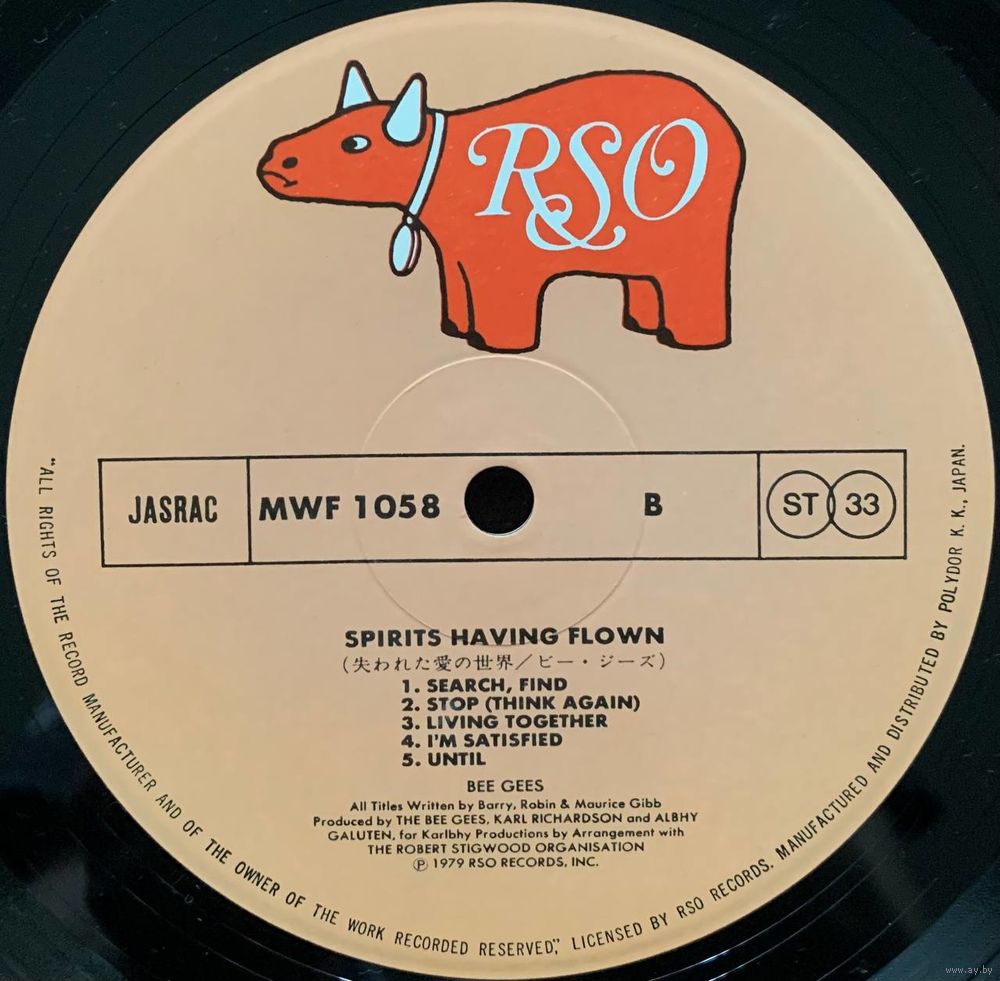 RSO
JASRAC
MWF 1058
B
ST 33
SPIRITS HAVING FLOWN
(失われた愛の世界／ビー・ジーズ)
1. SEARCH, FIND
2. STOP (THINK AGAIN)
3. LIVING TOGETHER
4. I'M SATISFIED
5. UNTIL
BEE GEES
All Titles Written by Barry, Robin & Maurice Gibb
Produced by THE BEE GEES, KARL RICHARDSON and ALBHY
GALUTEN, for Karlbhy Productions by Arrangement with
THE ROBERT STIGWOOD ORGANISATION
Ⓟ 1979 RSO RECORDS, INC.
"ALL RIGHTS OF THE RECORD MANUFACTURER AND OF THE OWNER OF THE WORK RECORDED RESERVED", LICENSED BY RSO RECORDS. MANUFACTURED AND DISTRIBUTED BY POLYDOR K. K., JAPAN.
www.ay.by